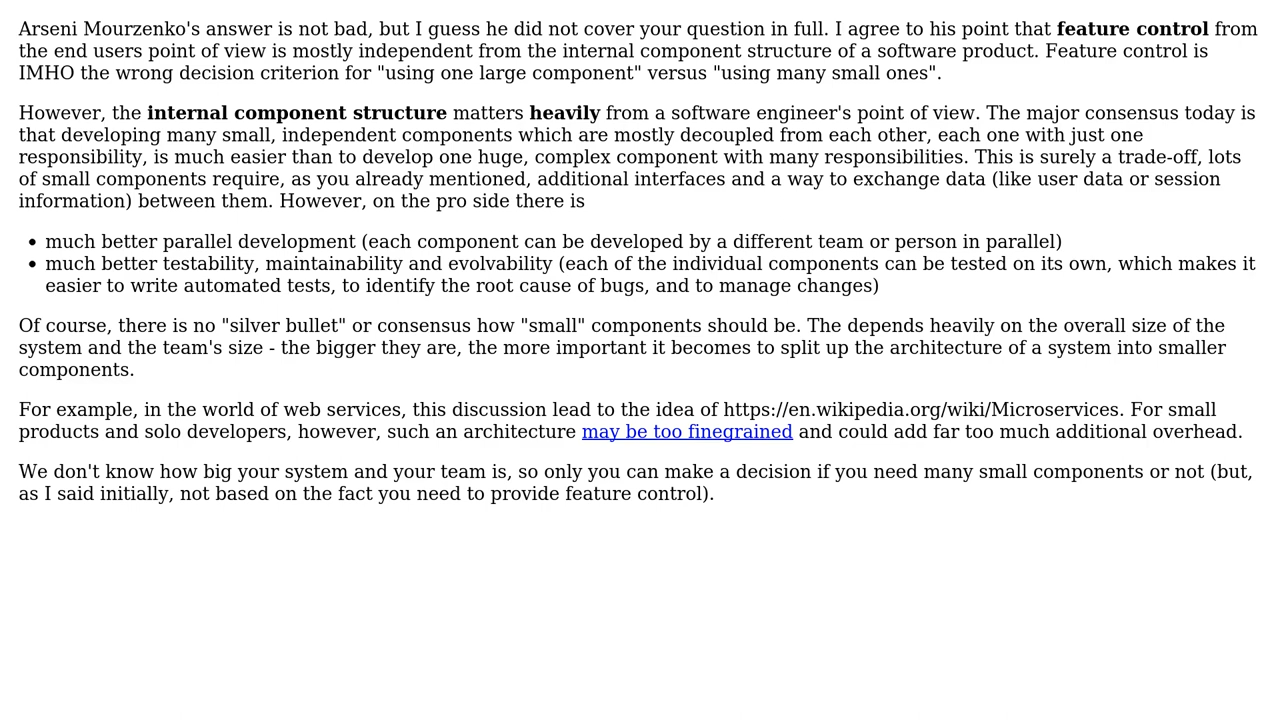 Arseni Mourzenko's answer is not bad, but I guess he did not cover your question in full. I agree to his point that feature control from
the end users point of view is mostly independent from the internal component structure of a software product. Feature control is
IMHO the wrong decision criterion for "using one large component" versus "using many small ones".
However, the internal component structure matters heavily from a software engineer's point of view. The major consensus today is
that developing many small, independent components which are mostly decoupled from each other, each one with just one
responsibility, is much easier than to develop one huge, complex component with many responsibilities. This is surely a trade-off, lots
of small components require, as you already mentioned, additional interfaces and a way to exchange data (like user data or session
information) between them. However, on the pro side there is
• much better parallel development (each component can be developed by a different team or person in parallel)
• much better testability, maintainability and evolvability (each of the individual components can be tested on its own, which makes it
easier to write automated tests, to identify the root cause of bugs, and to manage changes)
Of course, there is no "silver bullet" or consensus how "small" components should be. The depends heavily on the overall size of the
system and the team's size - the bigger they are, the more important it becomes to split up the architecture of a system into smaller
components.
For example, in the world of web services, this discussion lead to the idea of https://en.wikipedia.org/wiki/Microservices. For small
products and solo developers, however, such an architecture may be too finegrained and could add far too much additional overhead.
We don't know how big your system and your team is, so only you can make a decision if you need many small components or not (but,
as I said initially, not based on the fact you need to provide feature control).